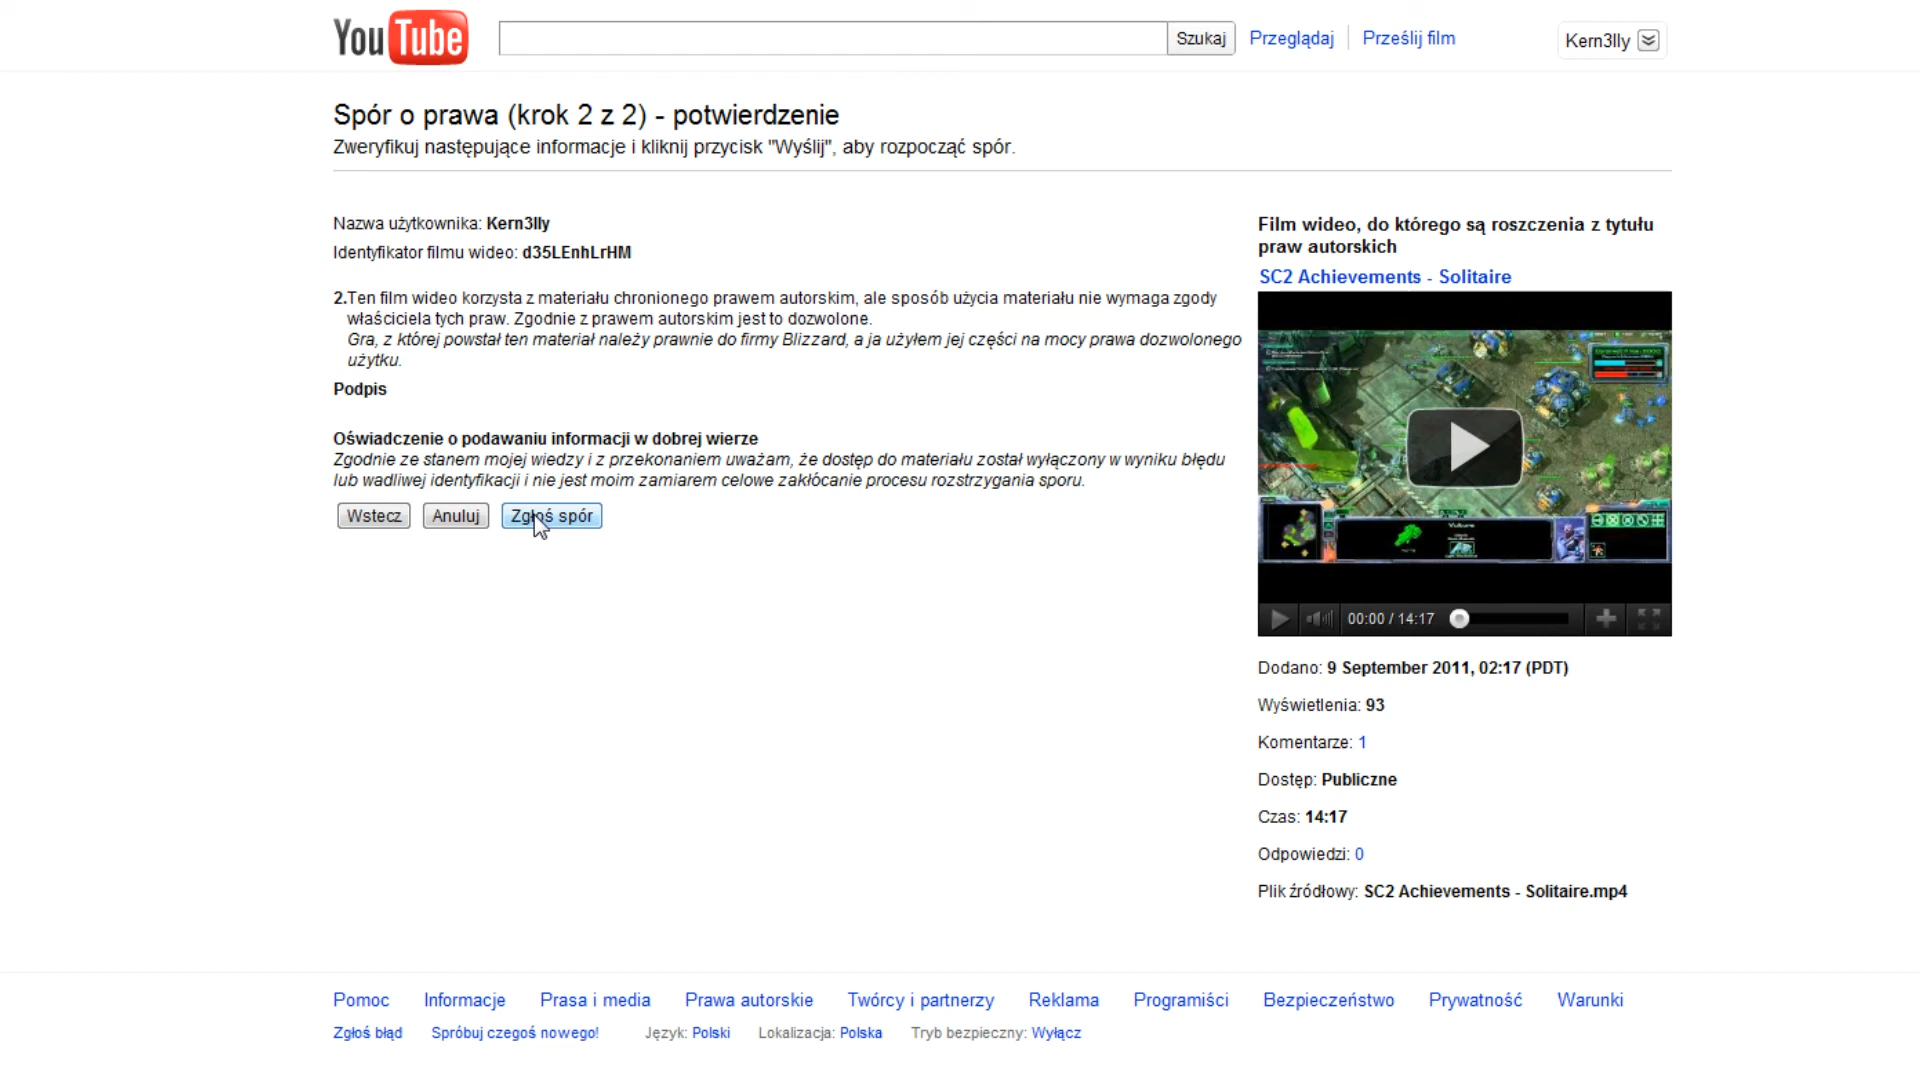 YouTube
Szukaj
Przeglądaj
Prześlij film
Kern3lly
Spór o prawa (krok 2 z 2) - potwierdzenie
Zweryfikuj następujące informacje i kliknij przycisk "Wyślij", aby rozpocząć spór.
Nazwa użytkownika: Kern3lly
Identyfikator filmu wideo: d35LEnhLrHM
2.Ten film wideo korzysta z materiału chronionego prawem autorskim, ale sposób użycia materiału nie wymaga zgody
właściciela tych praw. Zgodnie z prawem autorskim jest to dozwolone.
Gra, z której powstał ten materiał należy prawnie do firmy Blizzard, a ja użyłem jej części na mocy prawa dozwolonego
użytku.
Podpis
Oświadczenie o podawaniu informacji w dobrej wierze
Zgodnie ze stanem mojej wiedzy i z przekonaniem uważam, że dostęp do materiału został wyłączony w wyniku błędu
lub wadliwej identyfikacji i nie jest moim zamiarem celowe zakłócanie procesu rozstrzygania sporu.
Wstecz
Anuluj
Zgłoś spór
Film wideo, do którego są roszczenia z tytułu
praw autorskich
SC2 Achievements - Solitaire
Vulture
00:00 / 14:17
Dodano: 9 September 2011, 02:17 (PDT)
Wyświetlenia: 93
Komentarze: 1
Dostęp: Publiczne
Czas: 14:17
Odpowiedzi: 0
Plik źródłowy: SC2 Achievements - Solitaire.mp4
Pomoc
Informacje
Prasa i media
Prawa autorskie
Twórcy i partnerzy
Reklama
Programiści
Bezpieczeństwo
Prywatność
Warunki
Zgłoś błąd
Spróbuj czegoś nowego!
Język: Polski
Lokalizacja: Polska
Tryb bezpieczny: Wyłącz